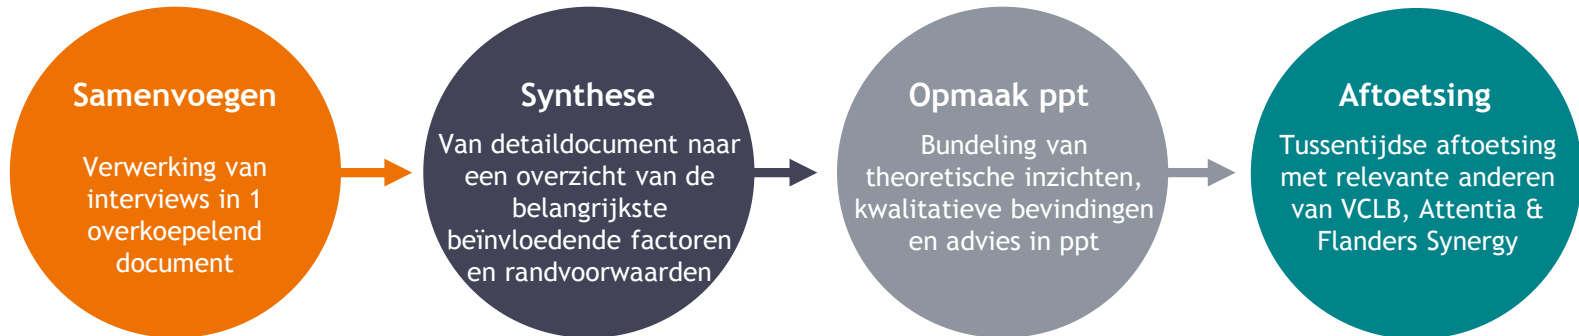 Samenvoegen
Verwerking van
interviews in 1
overkoepelend
document
Synthese
Van detaildocument naar
een overzicht van de
belangrijkste
beïnvloedende factoren
en randvoorwaarden
Opmaak ppt
Bundeling van
theoretische inzichten,
kwalitatieve bevindingen
en advies in ppt
Aftoetsing
Tussentijdse aftoetsing
met relevante anderen
van VCLB, Attentia &
Flanders Synergy